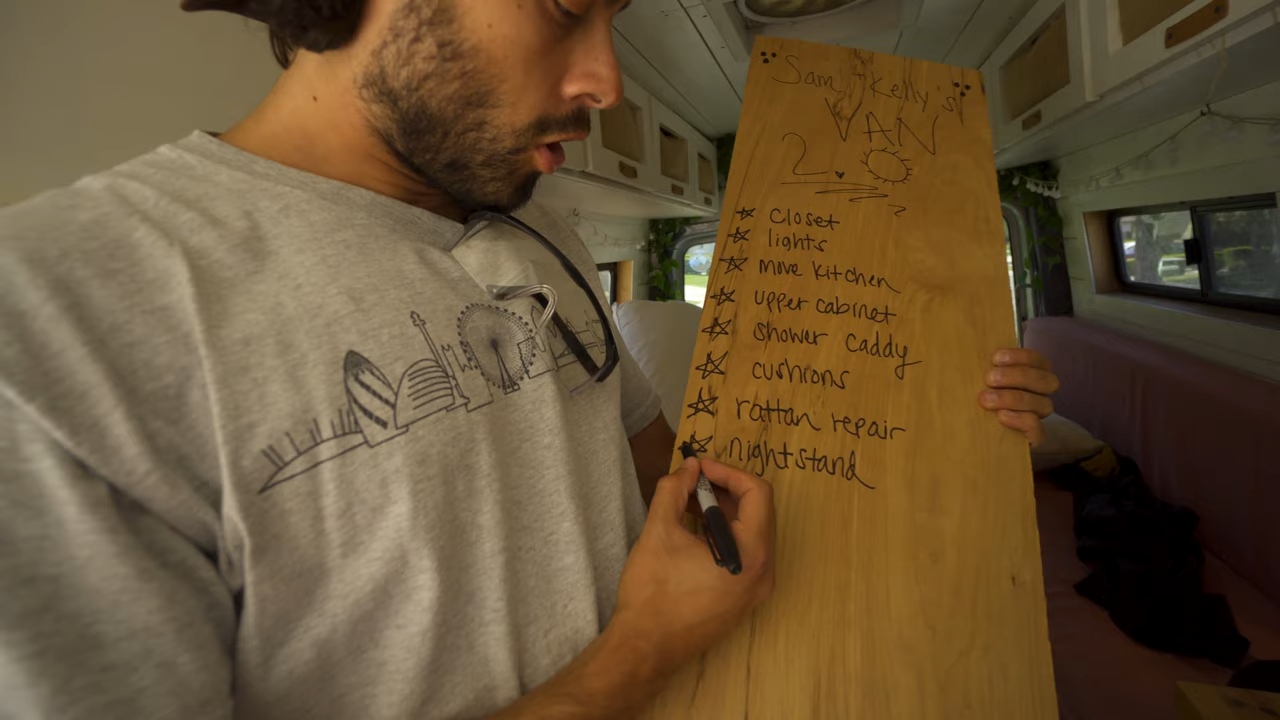 Sam + Kelly's
VAN
2.0
closet
lights
move kitchen
upper cabinet
shower caddy
cushions
rattan repair
nightstand